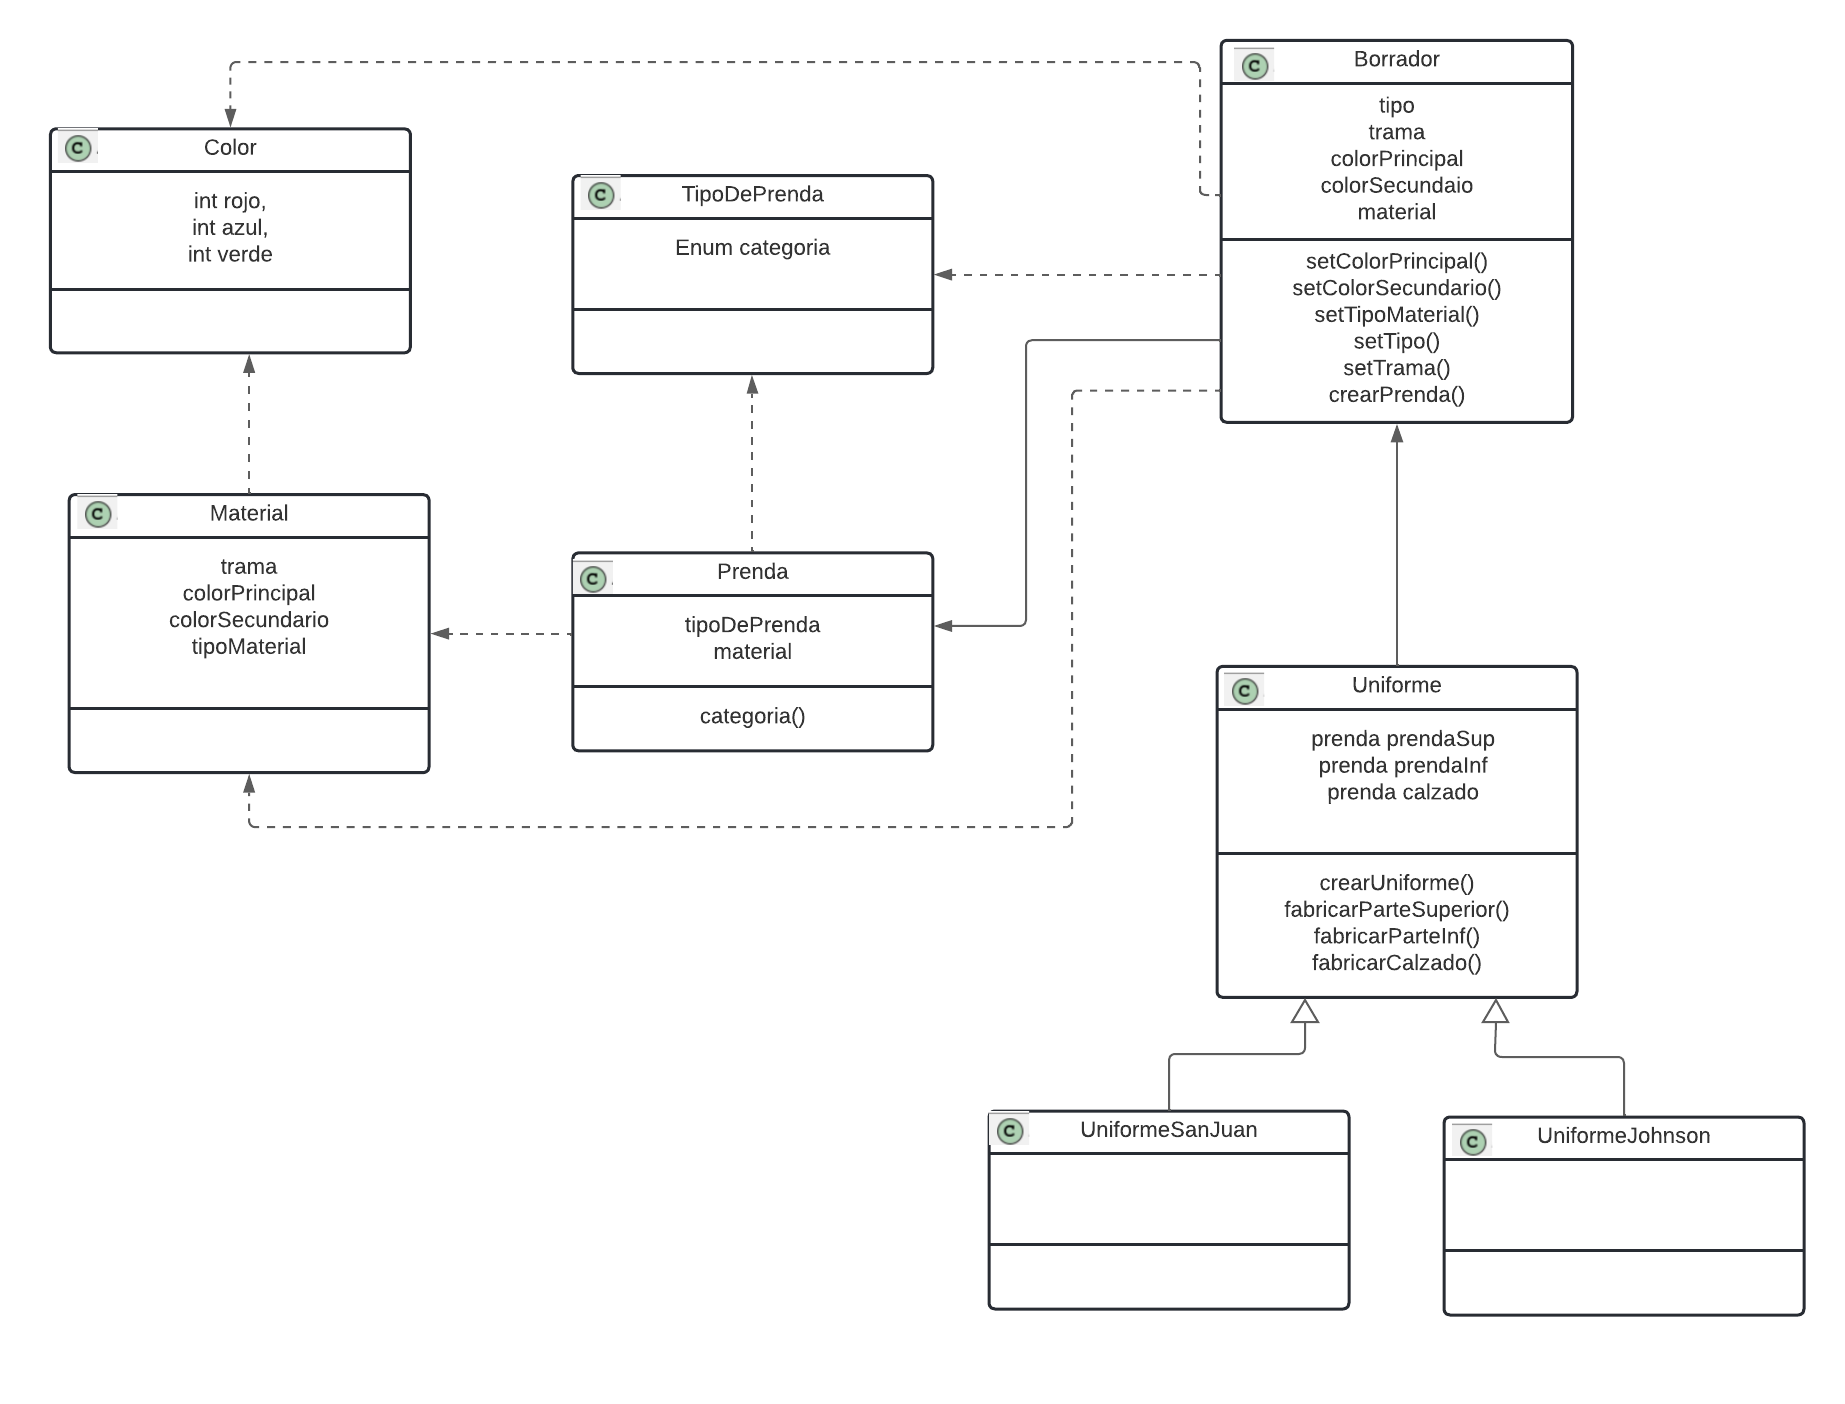 C
Borrador
tipo
trama
colorPrincipal
colorSecundaio
material
setColorPrincipal()
setColorSecundario()
setTipoMaterial()
setTipo()
setTrama()
crearPrenda()
C
Color
int rojo,
int azul,
int verde
C
TipoDePrenda
Enum categoria
C
Material
trama
colorPrincipal
colorSecundario
tipoMaterial
C
Prenda
tipoDePrenda
material
categoria()
C
Uniforme
prenda prendaSup
prenda prendaInf
prenda calzado
crearUniforme()
fabricarParteSuperior()
fabricarParteInf()
fabricarCalzado()
C
UniformeSanJuan
C
UniformeJohnson